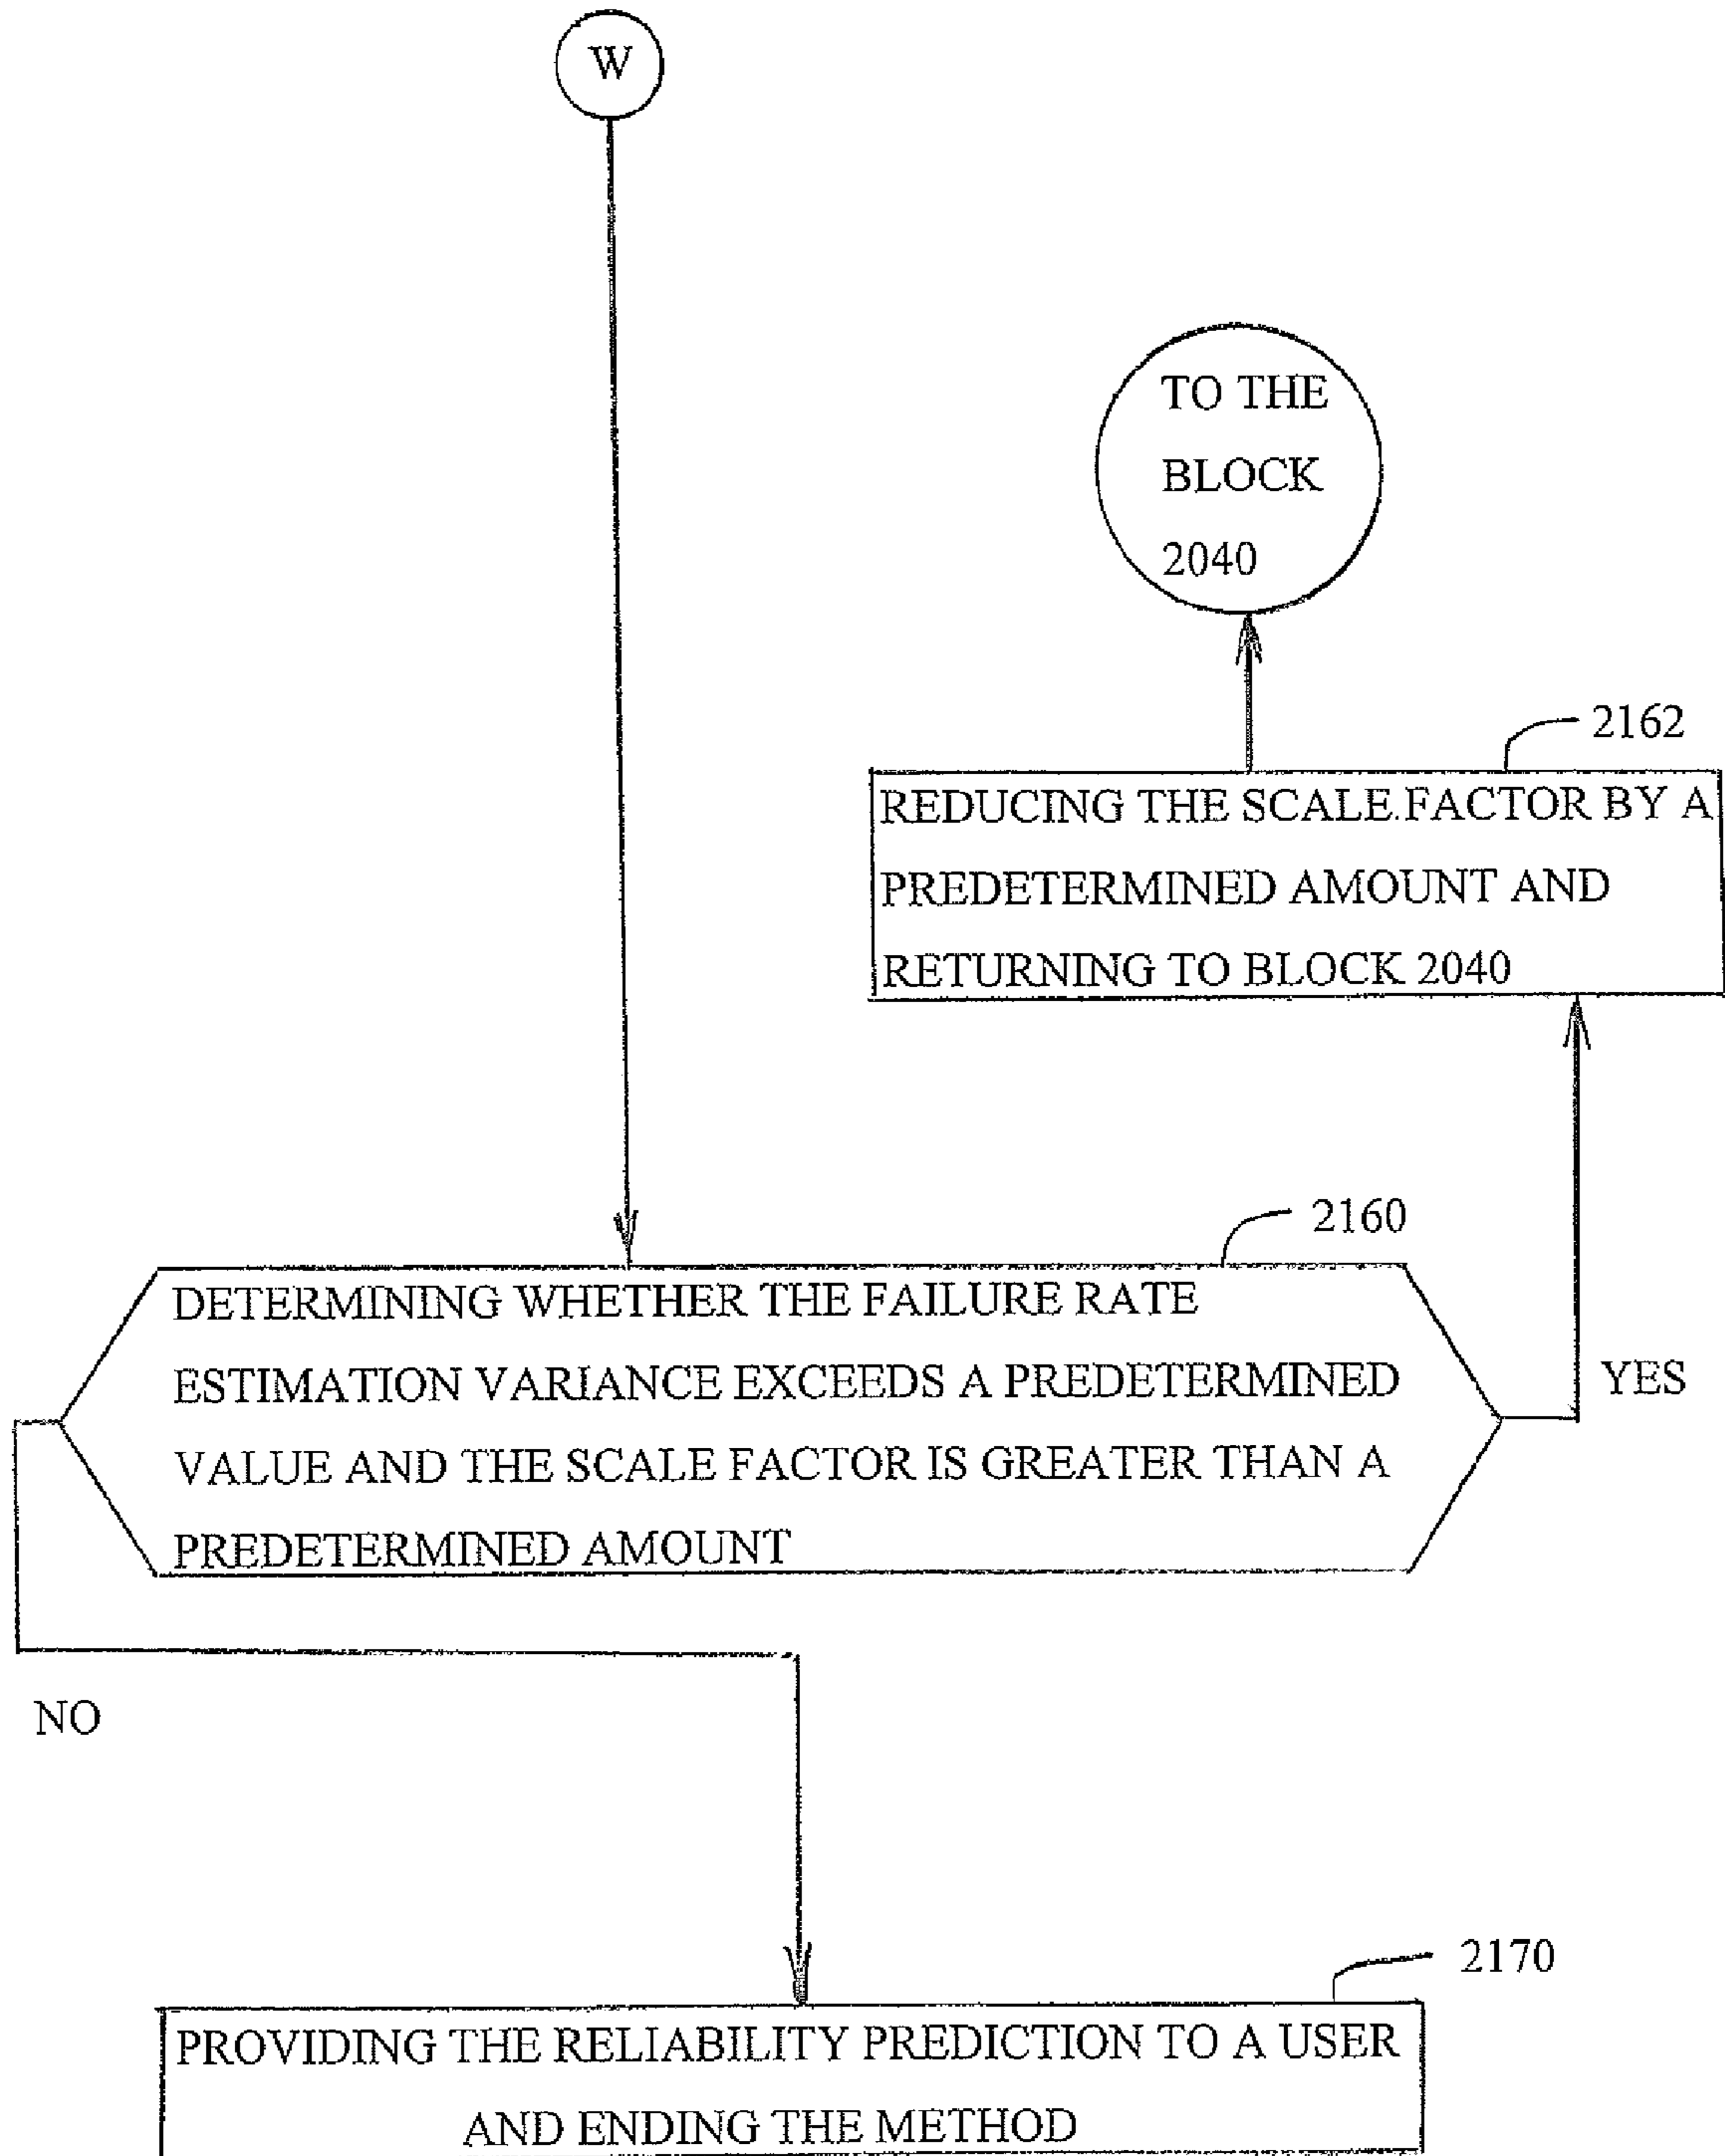 W
TO THE
BLOCK
2040
2162
REDUCING THE SCALE FACTOR BY A
PREDETERMINED AMOUNT AND
RETURNING TO BLOCK 2040
2160
DETERMINING WHETHER THE FAILURE RATE
ESTIMATION VARIANCE EXCEEDS A PREDETERMINED
VALUE AND THE SCALE FACTOR IS GREATER THAN A
PREDETERMINED AMOUNT
YES
NO
2170
PROVIDING THE RELIABILITY PREDICTION TO A USER
AND ENDING THE METHOD